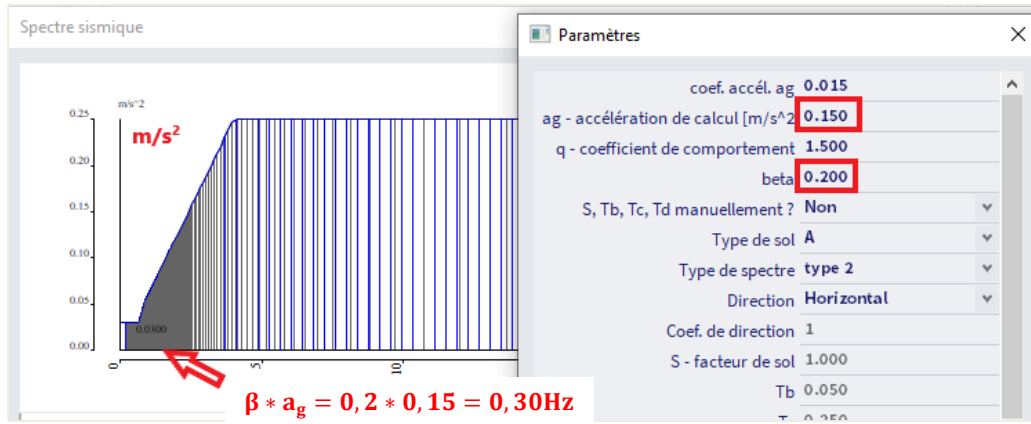 Spectre sismique
Paramètres
m/s^2
0.25
0.20
0.15
0.10
0.05
0.00
m/s²
0.0300
0
5.
10.
β ∗ a_g = 0, 2 ∗ 0, 15 = 0, 30Hz
coef. accél. ag 0.015
ag - accélération de calcul [m/s^2 0.150
q - coefficient de comportement 1.500
beta 0.200
S, Tb, Tc, Td manuellement ? Non
Type de sol A
Type de spectre type 2
Direction Horizontal
Coef. de direction 1
S - facteur de sol 1.000
Tb 0.050